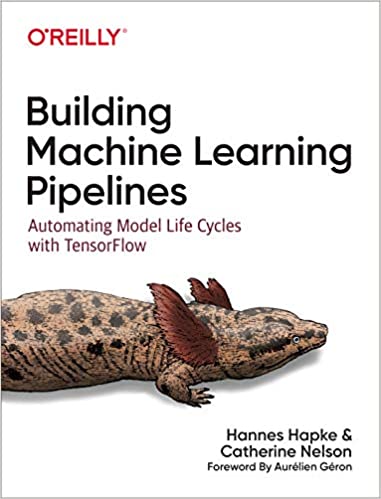 O'REILLY®
Building
Machine Learning
Pipelines
Automating Model Life Cycles
with TensorFlow
Hannes Hapke &
Catherine Nelson
Foreword By Aurélien Géron